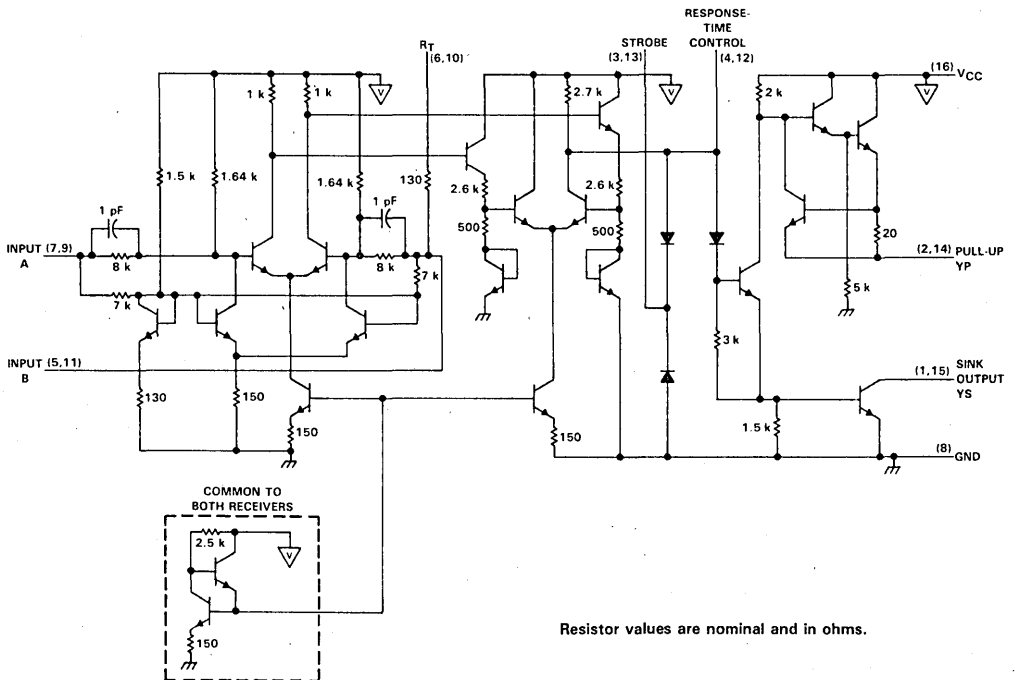 RESPONSE-
TIME
CONTROL
(4,12)
STROBE
(3,13)
RT
(6,10)
(16)
VCC
V
V
V
1 k
1 k
2.7 k
2 k
1.5 k
1.64 k
1.64 k
130
2.6 k
2.6 k
1 pF
1 pF
500
500
20
INPUT (7,9)
A
8 k
8 k
(2,14) PULL-UP
YP
7 k
7 k
5 k
3 k
INPUT (5,11)
B
SINK
(1,15) OUTPUT
YS
130
150
150
150
1.5 k
(8) GND
COMMON TO
BOTH RECEIVERS
2.5 k
V
150
Resistor values are nominal and in ohms.